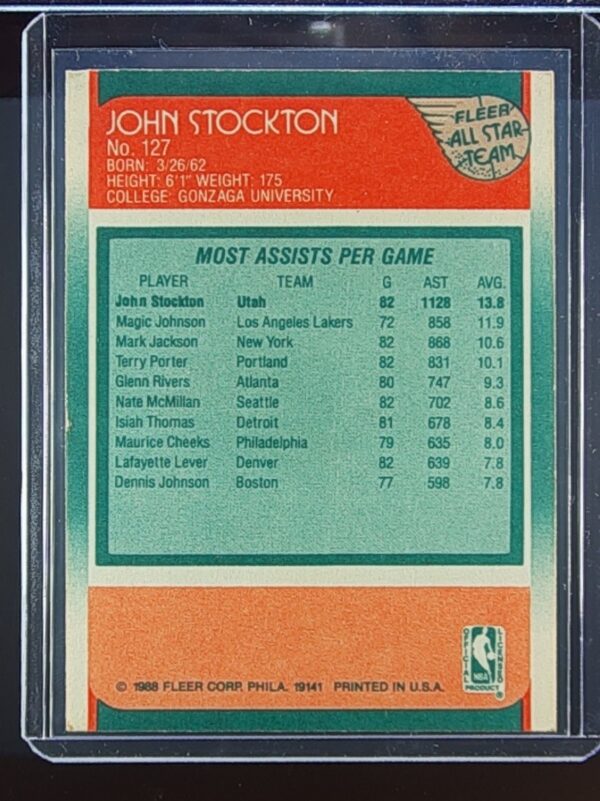 JOHN STOCKTON
No. 127
BORN: 3/26/62
HEIGHT: 6'1" WEIGHT: 175
COLLEGE: GONZAGA UNIVERSITY
FLEER
ALL STAR
TEAM
MOST ASSISTS PER GAME
PLAYER TEAM G AST AVG.
John Stockton Utah 82 1128 13.8
Magic Johnson Los Angeles Lakers 72 858 11.9
Mark Jackson New York 82 868 10.6
Terry Porter Portland 82 831 10.1
Glenn Rivers Atlanta 80 747 9.3
Nate McMillan Seattle 82 702 8.6
Isiah Thomas Detroit 81 678 8.4
Maurice Cheeks Philadelphia 79 635 8.0
Lafayette Lever Denver 82 639 7.8
Dennis Johnson Boston 77 598 7.8
© 1988 FLEER CORP. PHILA. 19141 PRINTED IN U.S.A.
OFFICIAL
LICENSED
NBA
PRODUCT ®